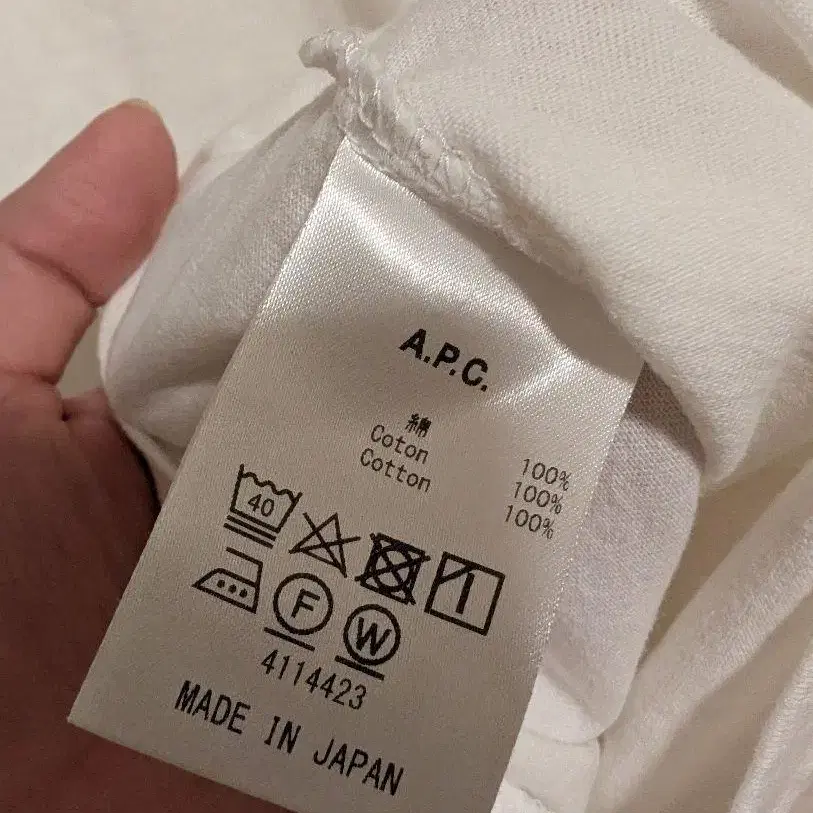 A.P.C.
綿 100%
Coton 100%
Cotton 100%
40
F
W
4114423
MADE IN JAPAN